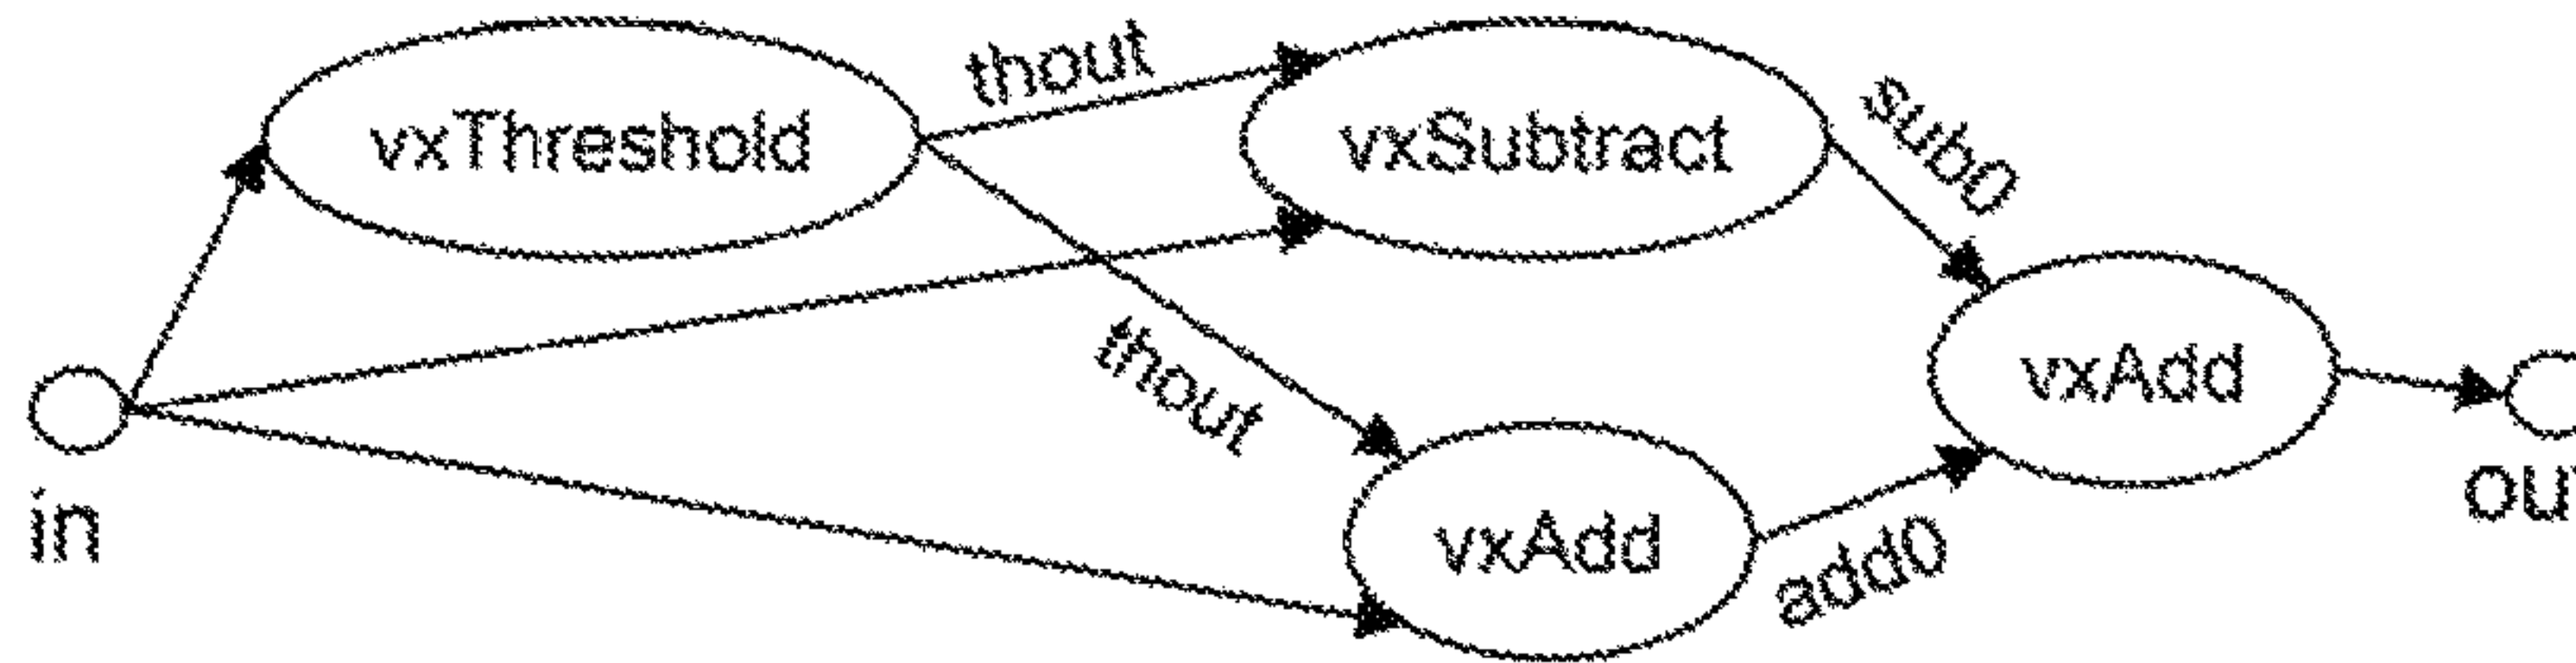 thout
vxThreshold
vxSubtract
sub0
thout
vxAdd
in
vxAdd
add0